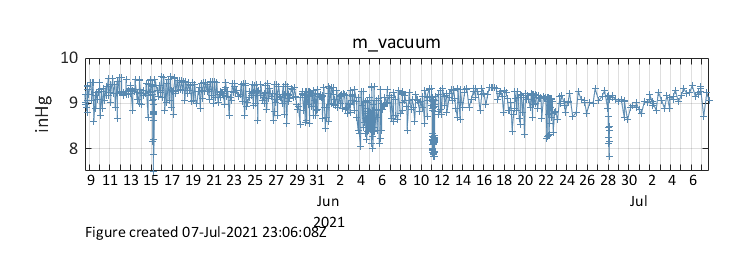 m_vacuum
10
9
8
inHg
9 11 13 15 17 19 21 23 25 27 29 31 2 4 6 8 10 12 14 16 18 20 22 24 26 28 30 2 4 6
Jun Jul
2021
Figure created 07-Jul-2021 23:06:08Z